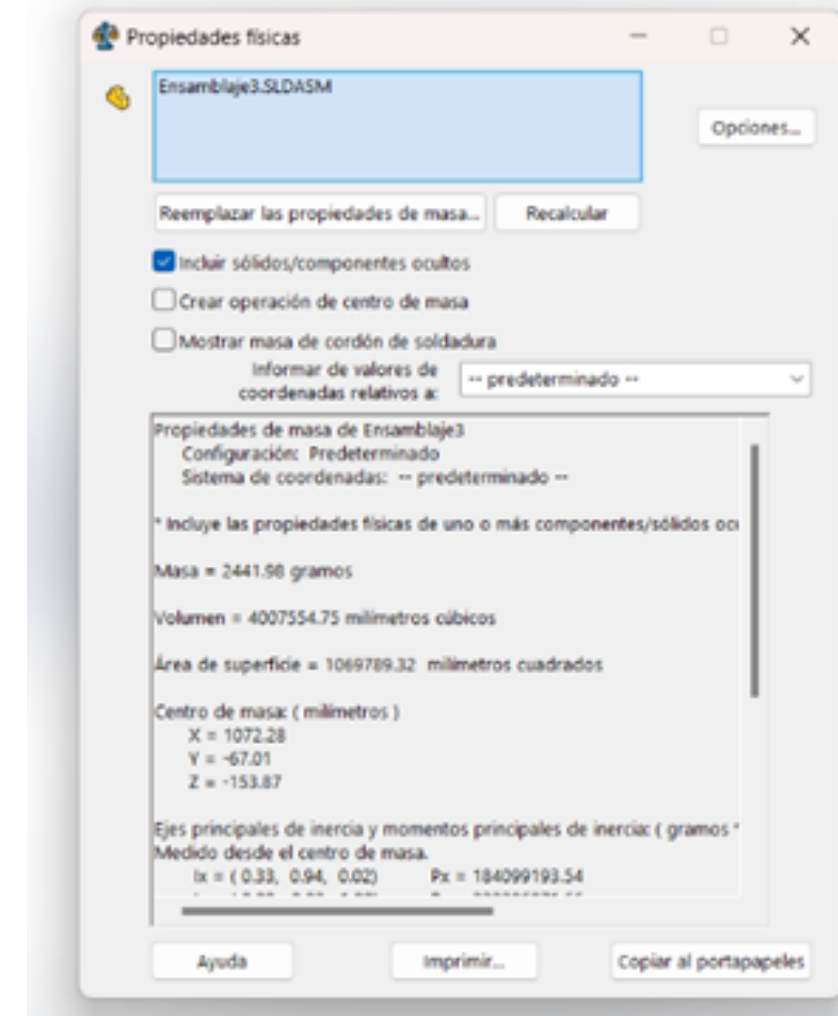 Propiedades físicas
Ensamblaje3.SLDASM
Opciones...
Reemplazar las propiedades de masa...
Recalcular
Incluir sólidos/componentes ocultos
Crear operación de centro de masa
Mostrar masa de cordón de soldadura
Informar de valores de
coordenadas relativos a:
-- predeterminado --
Propiedades de masa de Ensamblaje3
Configuración: Predeterminado
Sistema de coordenadas: -- predeterminado --
* Incluye las propiedades físicas de uno o más componentes/sólidos ocu
Masa = 2441.98 gramos
Volumen = 4007554.75 milímetros cúbicos
Área de superficie = 1069789.32 milímetros cuadrados
Centro de masa: ( milímetros )
X = 1072.28
Y = -67.01
Z = -153.87
Ejes principales de inercia y momentos principales de inercia: ( gramos *
Medido desde el centro de masa.
Ix = ( 0.33, 0.94, 0.02)
Px = 184099193.54
Ayuda
Imprimir...
Copiar al portapapeles